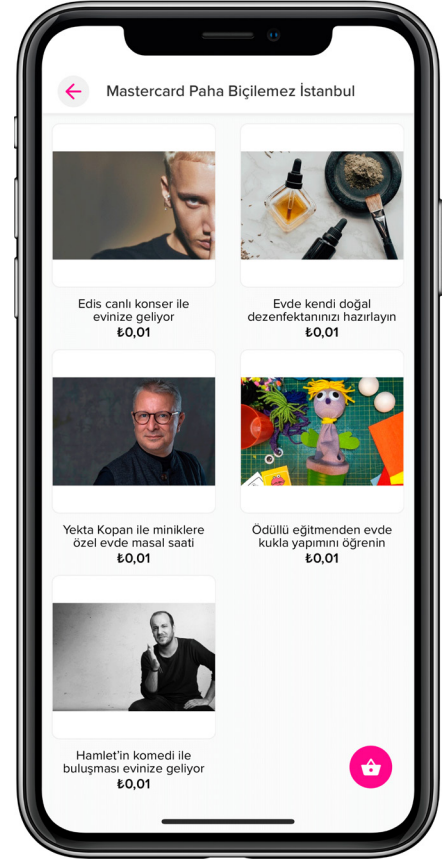 Mastercard Paha Biçilemez İstanbul
Edis canlı konser ile
evinize geliyor
₺0,01
Evde kendi doğal
dezenfektanınızı hazırlayın
₺0,01
Yekta Kopan ile miniklere
özel evde masal saati
₺0,01
Ödüllü eğitmenden evde
kukla yapımını öğrenin
₺0,01
Hamlet'in komedi ile
buluşması evinize geliyor
₺0,01